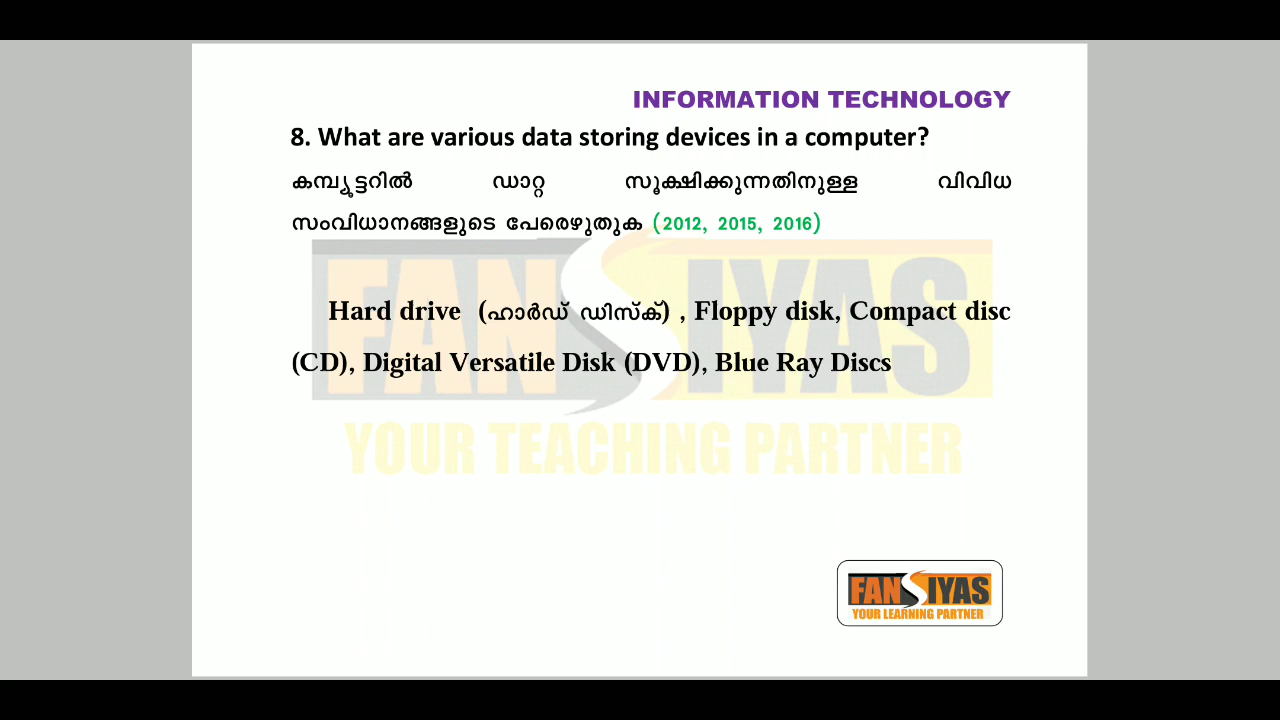 INFORMATION TECHNOLOGY
8. What are various data storing devices in a computer?
കമ്പ്യൂട്ടറിൽ ഡാറ്റ സൂക്ഷിക്കുന്നതിനുള്ള വിവിധ
സംവിധാനങ്ങളുടെ പേരെഴുതുക (2012, 2015, 2016)
FANSIYAS
Hard drive (ഹാർഡ് ഡിസ്ക്) , Floppy disk, Compact disc
(CD), Digital Versatile Disk (DVD), Blue Ray Discs
YOUR TEACHING PARTNER
FANSIYAS
YOUR LEARNING PARTNER